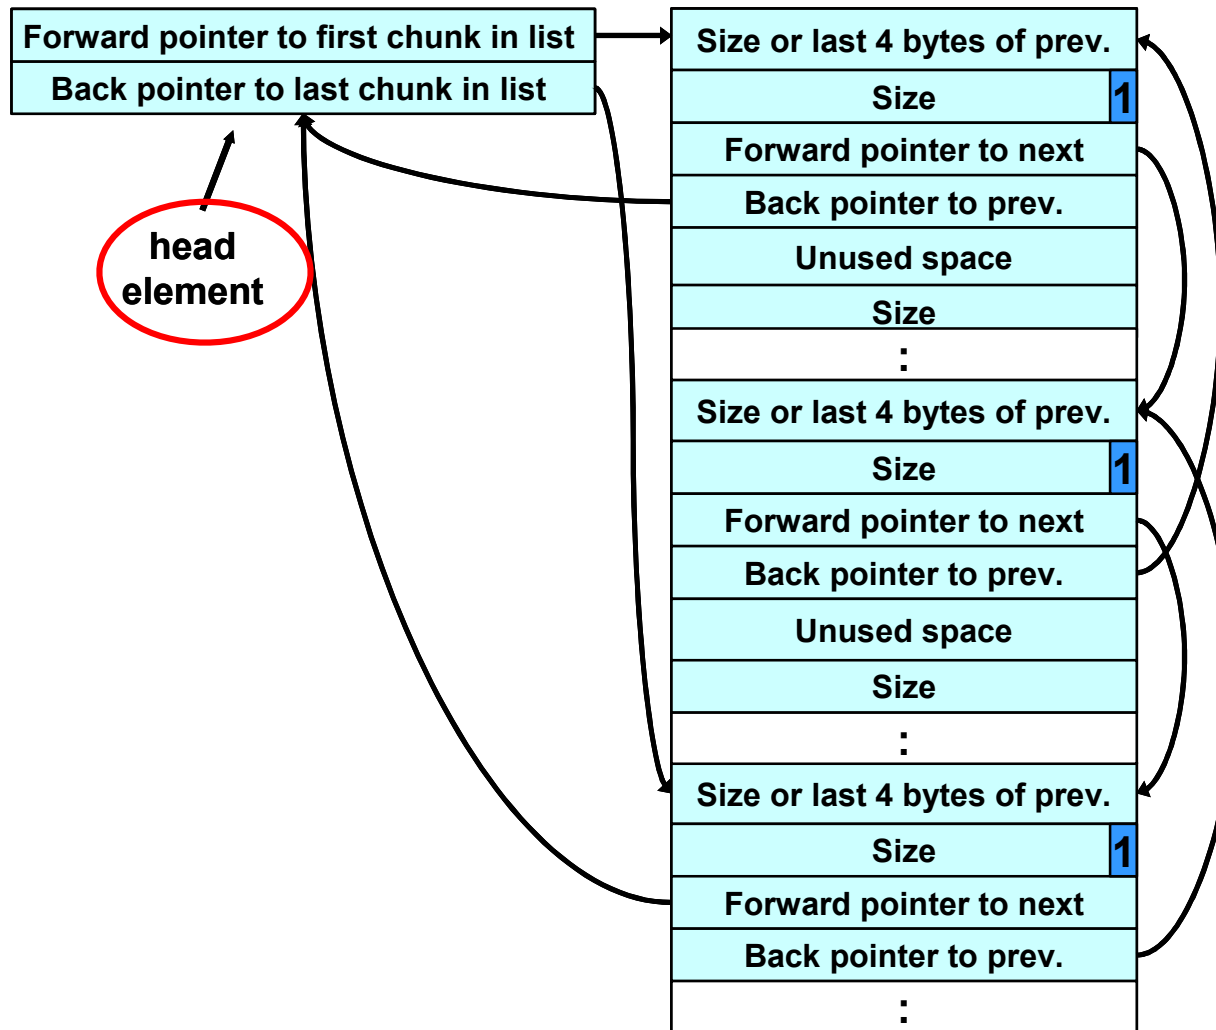 Forward pointer to first chunk in list
Back pointer to last chunk in list
head
element
Size or last 4 bytes of prev.
Size 1
Forward pointer to next
Back pointer to prev.
Unused space
Size
:
Size or last 4 bytes of prev.
Size 1
Forward pointer to next
Back pointer to prev.
Unused space
Size
:
Size or last 4 bytes of prev.
Size 1
Forward pointer to next
Back pointer to prev.
: